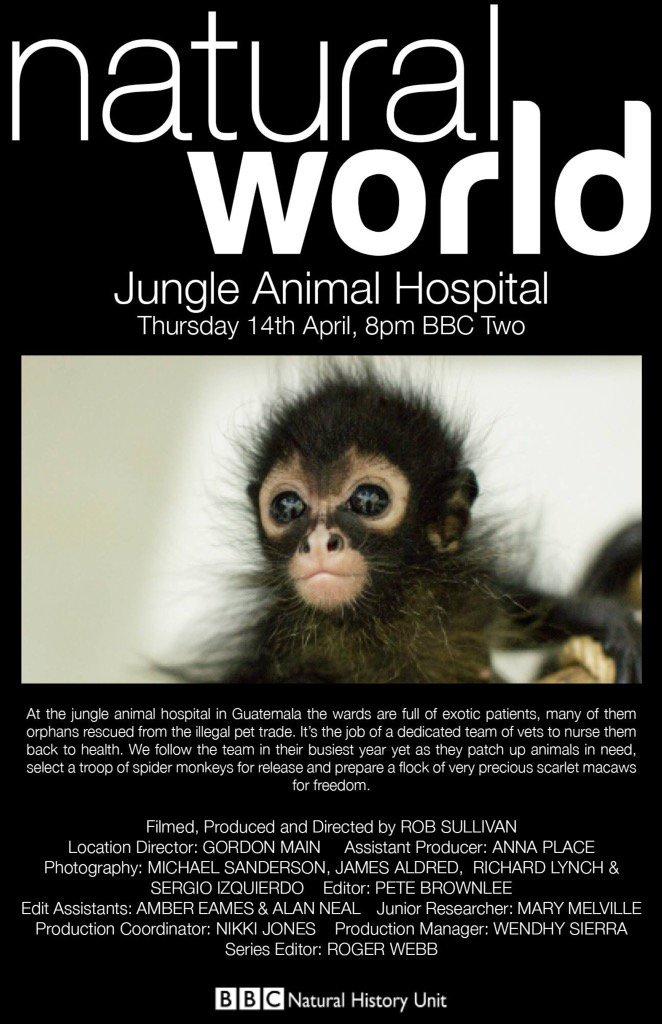 natural
world
Jungle Animal Hospital
Thursday 14th April, 8pm BBC Two
At the jungle animal hospital in Guatemala the wards are full of exotic patients, many of them
orphans rescued from the illegal pet trade. It's the job of a dedicated team of vets to nurse them
back to health. We follow the team in their busiest year yet as they patch up animals in need,
select a troop of spider monkeys for release and prepare a flock of very precious scarlet macaws
for freedom.
Filmed, Produced and Directed by ROB SULLIVAN
Location Director: GORDON MAIN Assistant Producer: ANNA PLACE
Photography: MICHAEL SANDERSON, JAMES ALDRED, RICHARD LYNCH &
SERGIO IZQUIERDO Editor: PETE BROWNLEE
Edit Assistants: AMBER EAMES & ALAN NEAL Junior Researcher: MARY MELVILLE
Production Coordinator: NIKKI JONES Production Manager: WENDHY SIERRA
Series Editor: ROGER WEBB
BBC Natural History Unit